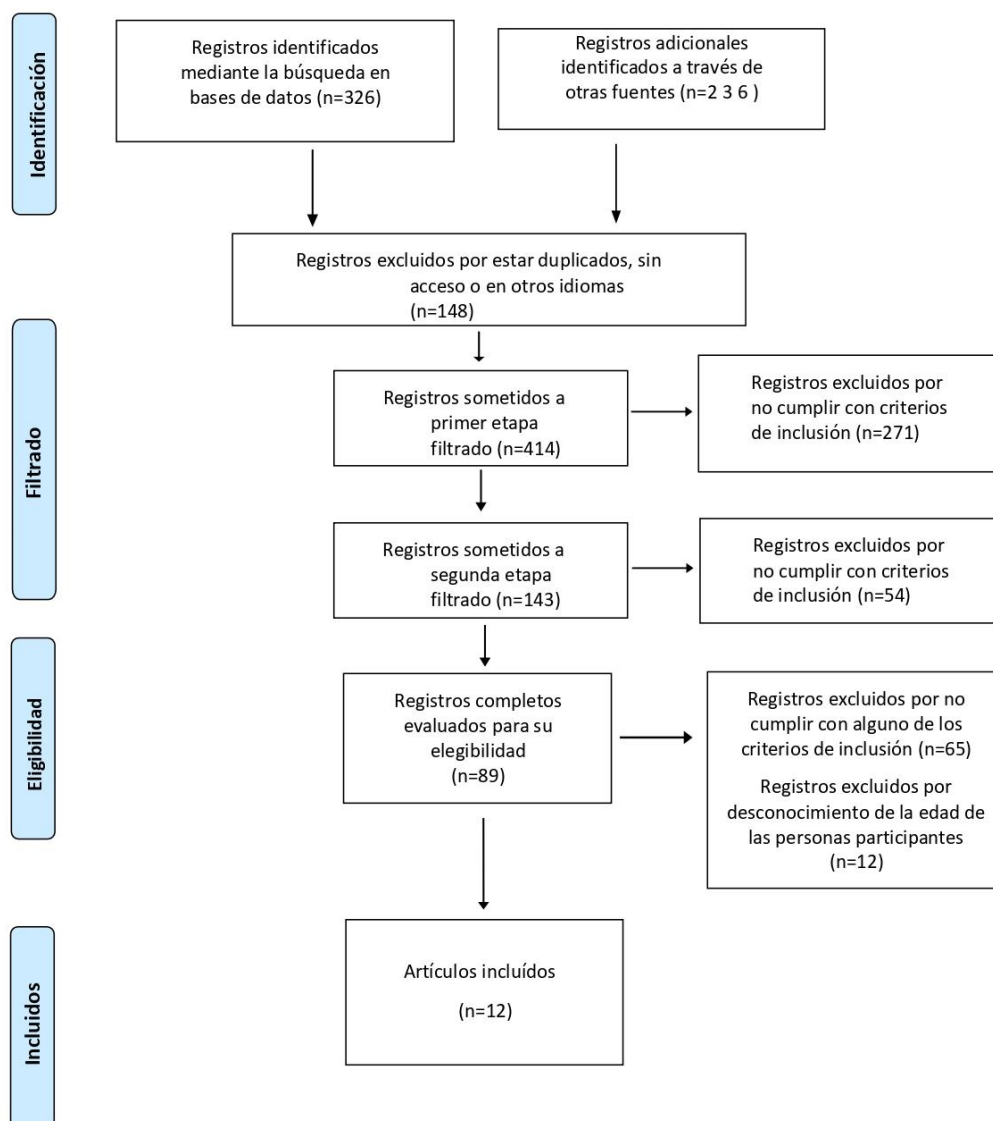 Identificación
Registros identificados
mediante la búsqueda en
bases de datos (n=326)
Registros adicionales
identificados a través de
otras fuentes (n=2 3 6 )
Registros excluidos por estar duplicados, sin
acceso o en otros idiomas
(n=148)
Filtrado
Registros sometidos a
primer etapa
filtrado (n=414)
Registros excluidos por
no cumplir con criterios
de inclusión (n=271)
Registros sometidos a
segunda etapa
filtrado (n=143)
Registros excluidos por
no cumplir con criterios
de inclusión (n=54)
Eligibilidad
Registros completos
evaluados para su
elegibilidad
(n=89)
Registros excluidos por no
cumplir con alguno de los
criterios de inclusión (n=65)
Registros excluidos por
desconocimiento de la edad de
las personas participantes
(n=12)
Incluidos
Artículos incluídos
(n=12)